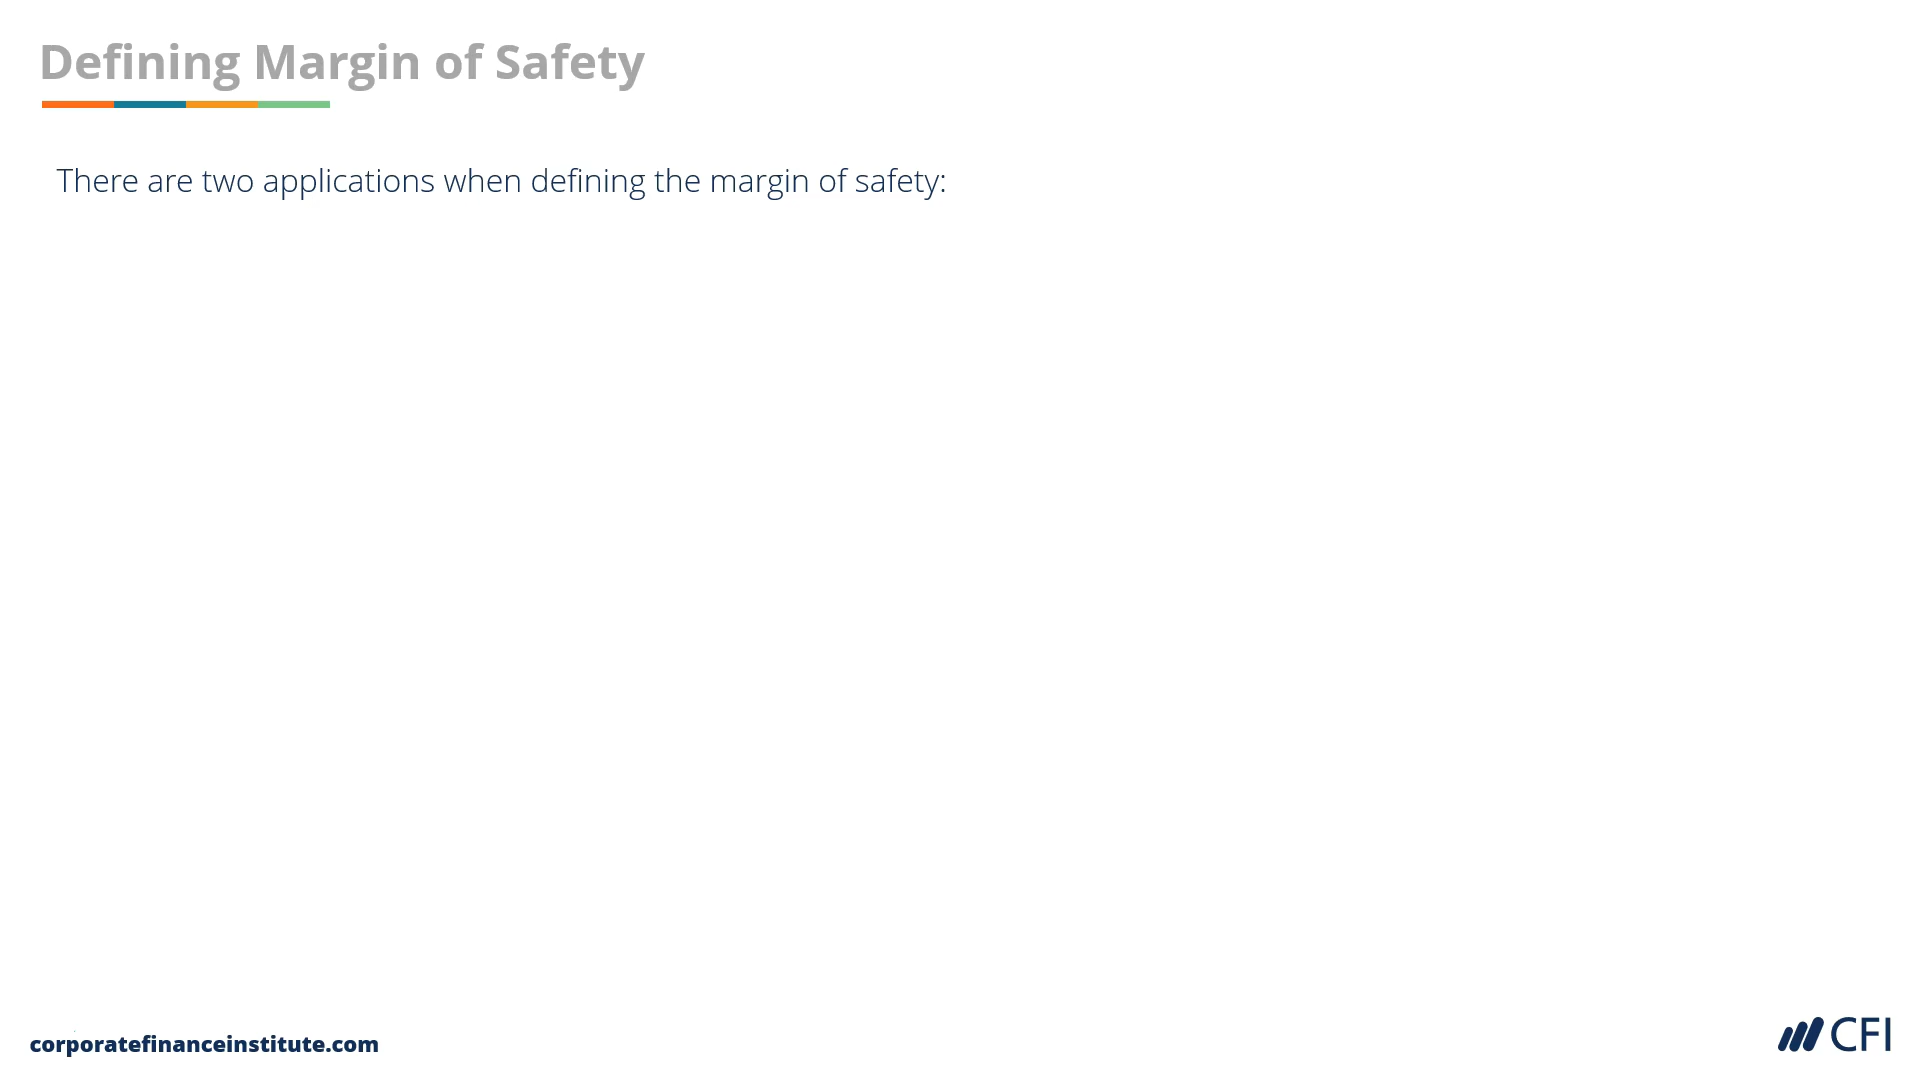 Defining Margin of Safety
There are two applications when defining the margin of safety:
corporatefinanceinstitute.com
CFI